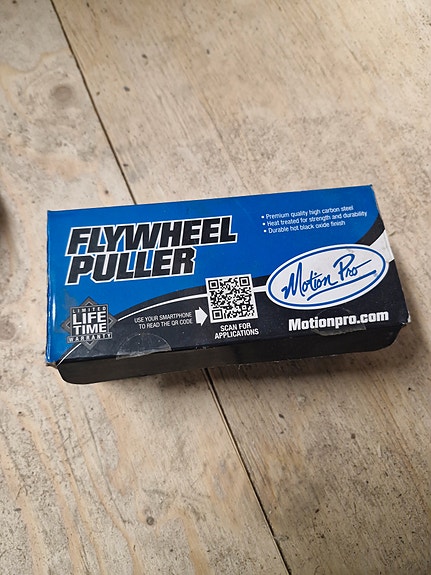 FLYWHEEL
PULLER
• Premium quality high carbon steel
• Heat treated for strength and durability
• Durable hot black oxide finish
Motion Pro
LIMITED
LIFE
TIME
WARRANTY
USE YOUR SMARTPHONE
TO READ THE QR CODE
SCAN FOR
APPLICATIONS
Motionpro.com